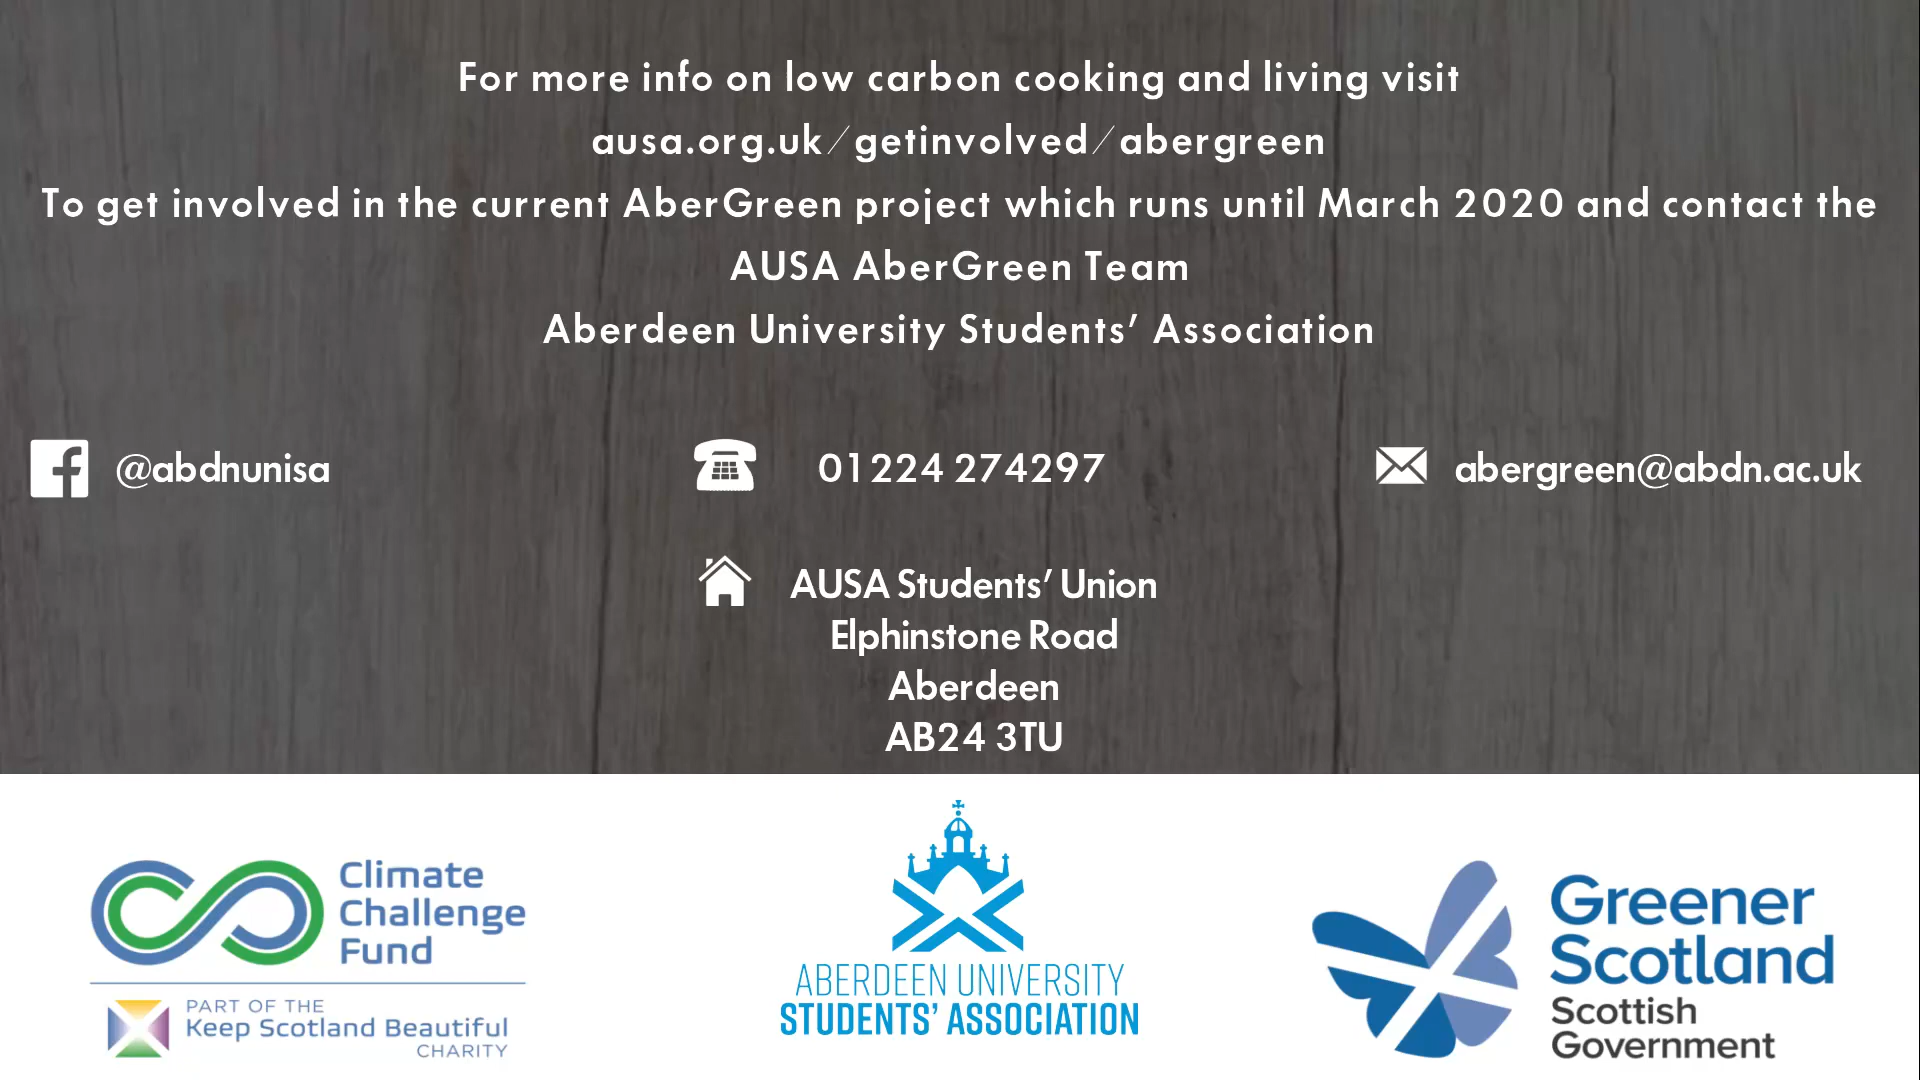 For more info on low carbon cooking and living visit
ausa.org.uk/getinvolved/abergreen
To get involved in the current AberGreen project which runs until March 2020 and contact the
AUSA AberGreen Team
Aberdeen University Students’ Association
@abdnunisa
01224 274297
abergreen@abdn.ac.uk
AUSA Students’ Union
Elphinstone Road
Aberdeen
AB24 3TU
Climate
Challenge
Fund
PART OF THE
Keep Scotland Beautiful
CHARITY
ABERDEEN UNIVERSITY
STUDENTS’ ASSOCIATION
Greener
Scotland
Scottish
Government